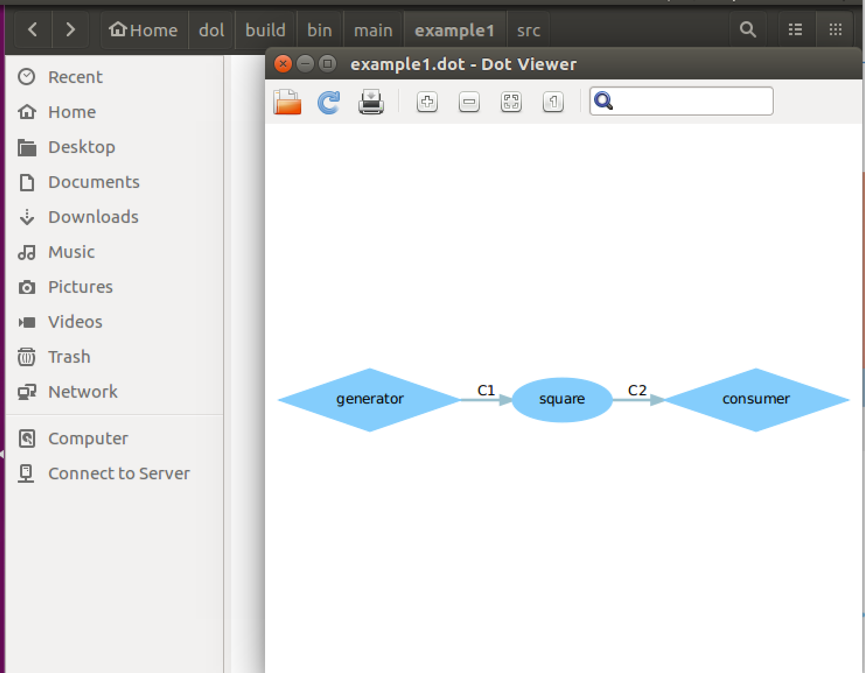 Home dol build bin main example1 src
example1.dot - Dot Viewer
Recent
Home
Desktop
Documents
Downloads
Music
Pictures
Videos
Trash
Network
Computer
Connect to Server
generator C1 square C2 consumer